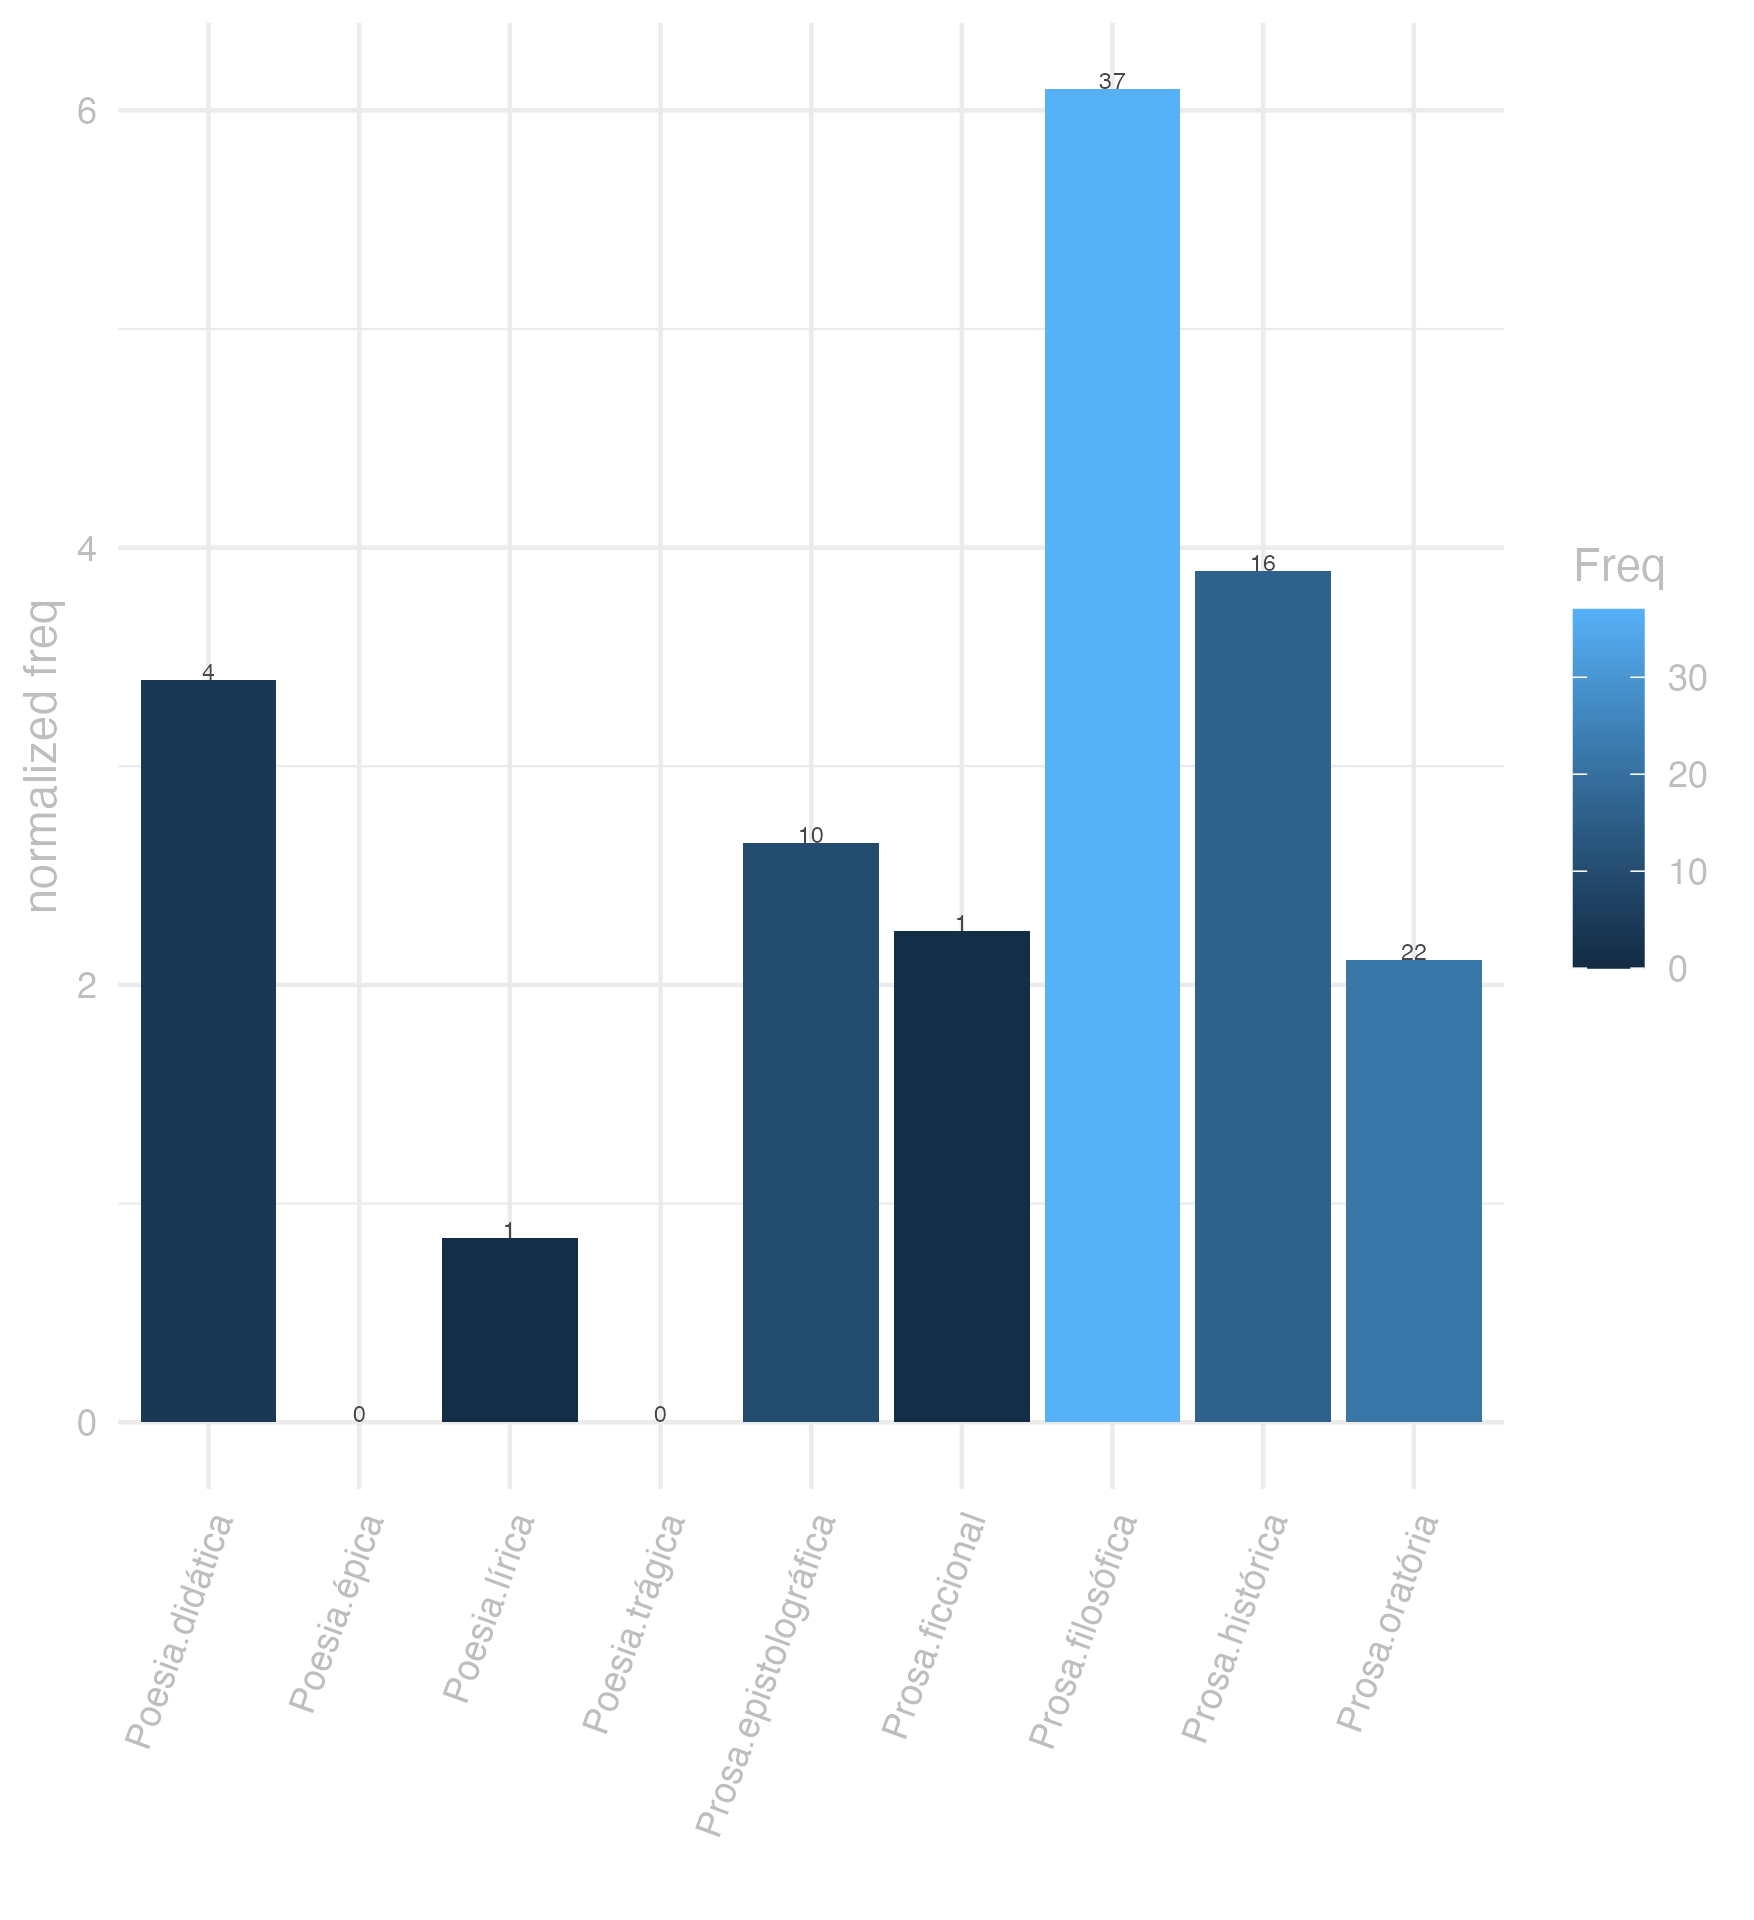 normalized freq
6
4
2
0
4
0
1
0
10
1
37
16
22
Poesia.didática
Poesia.épica
Poesia.lírica
Poesia.trágica
Prosa.epistolográfica
Prosa.ficcional
Prosa.filosófica
Prosa.histórica
Prosa.oratória
Freq
30
20
10
0